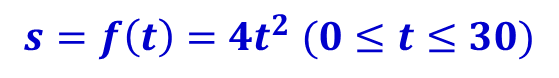 s = f(t) = 4t² (0 ≤ t ≤ 30)